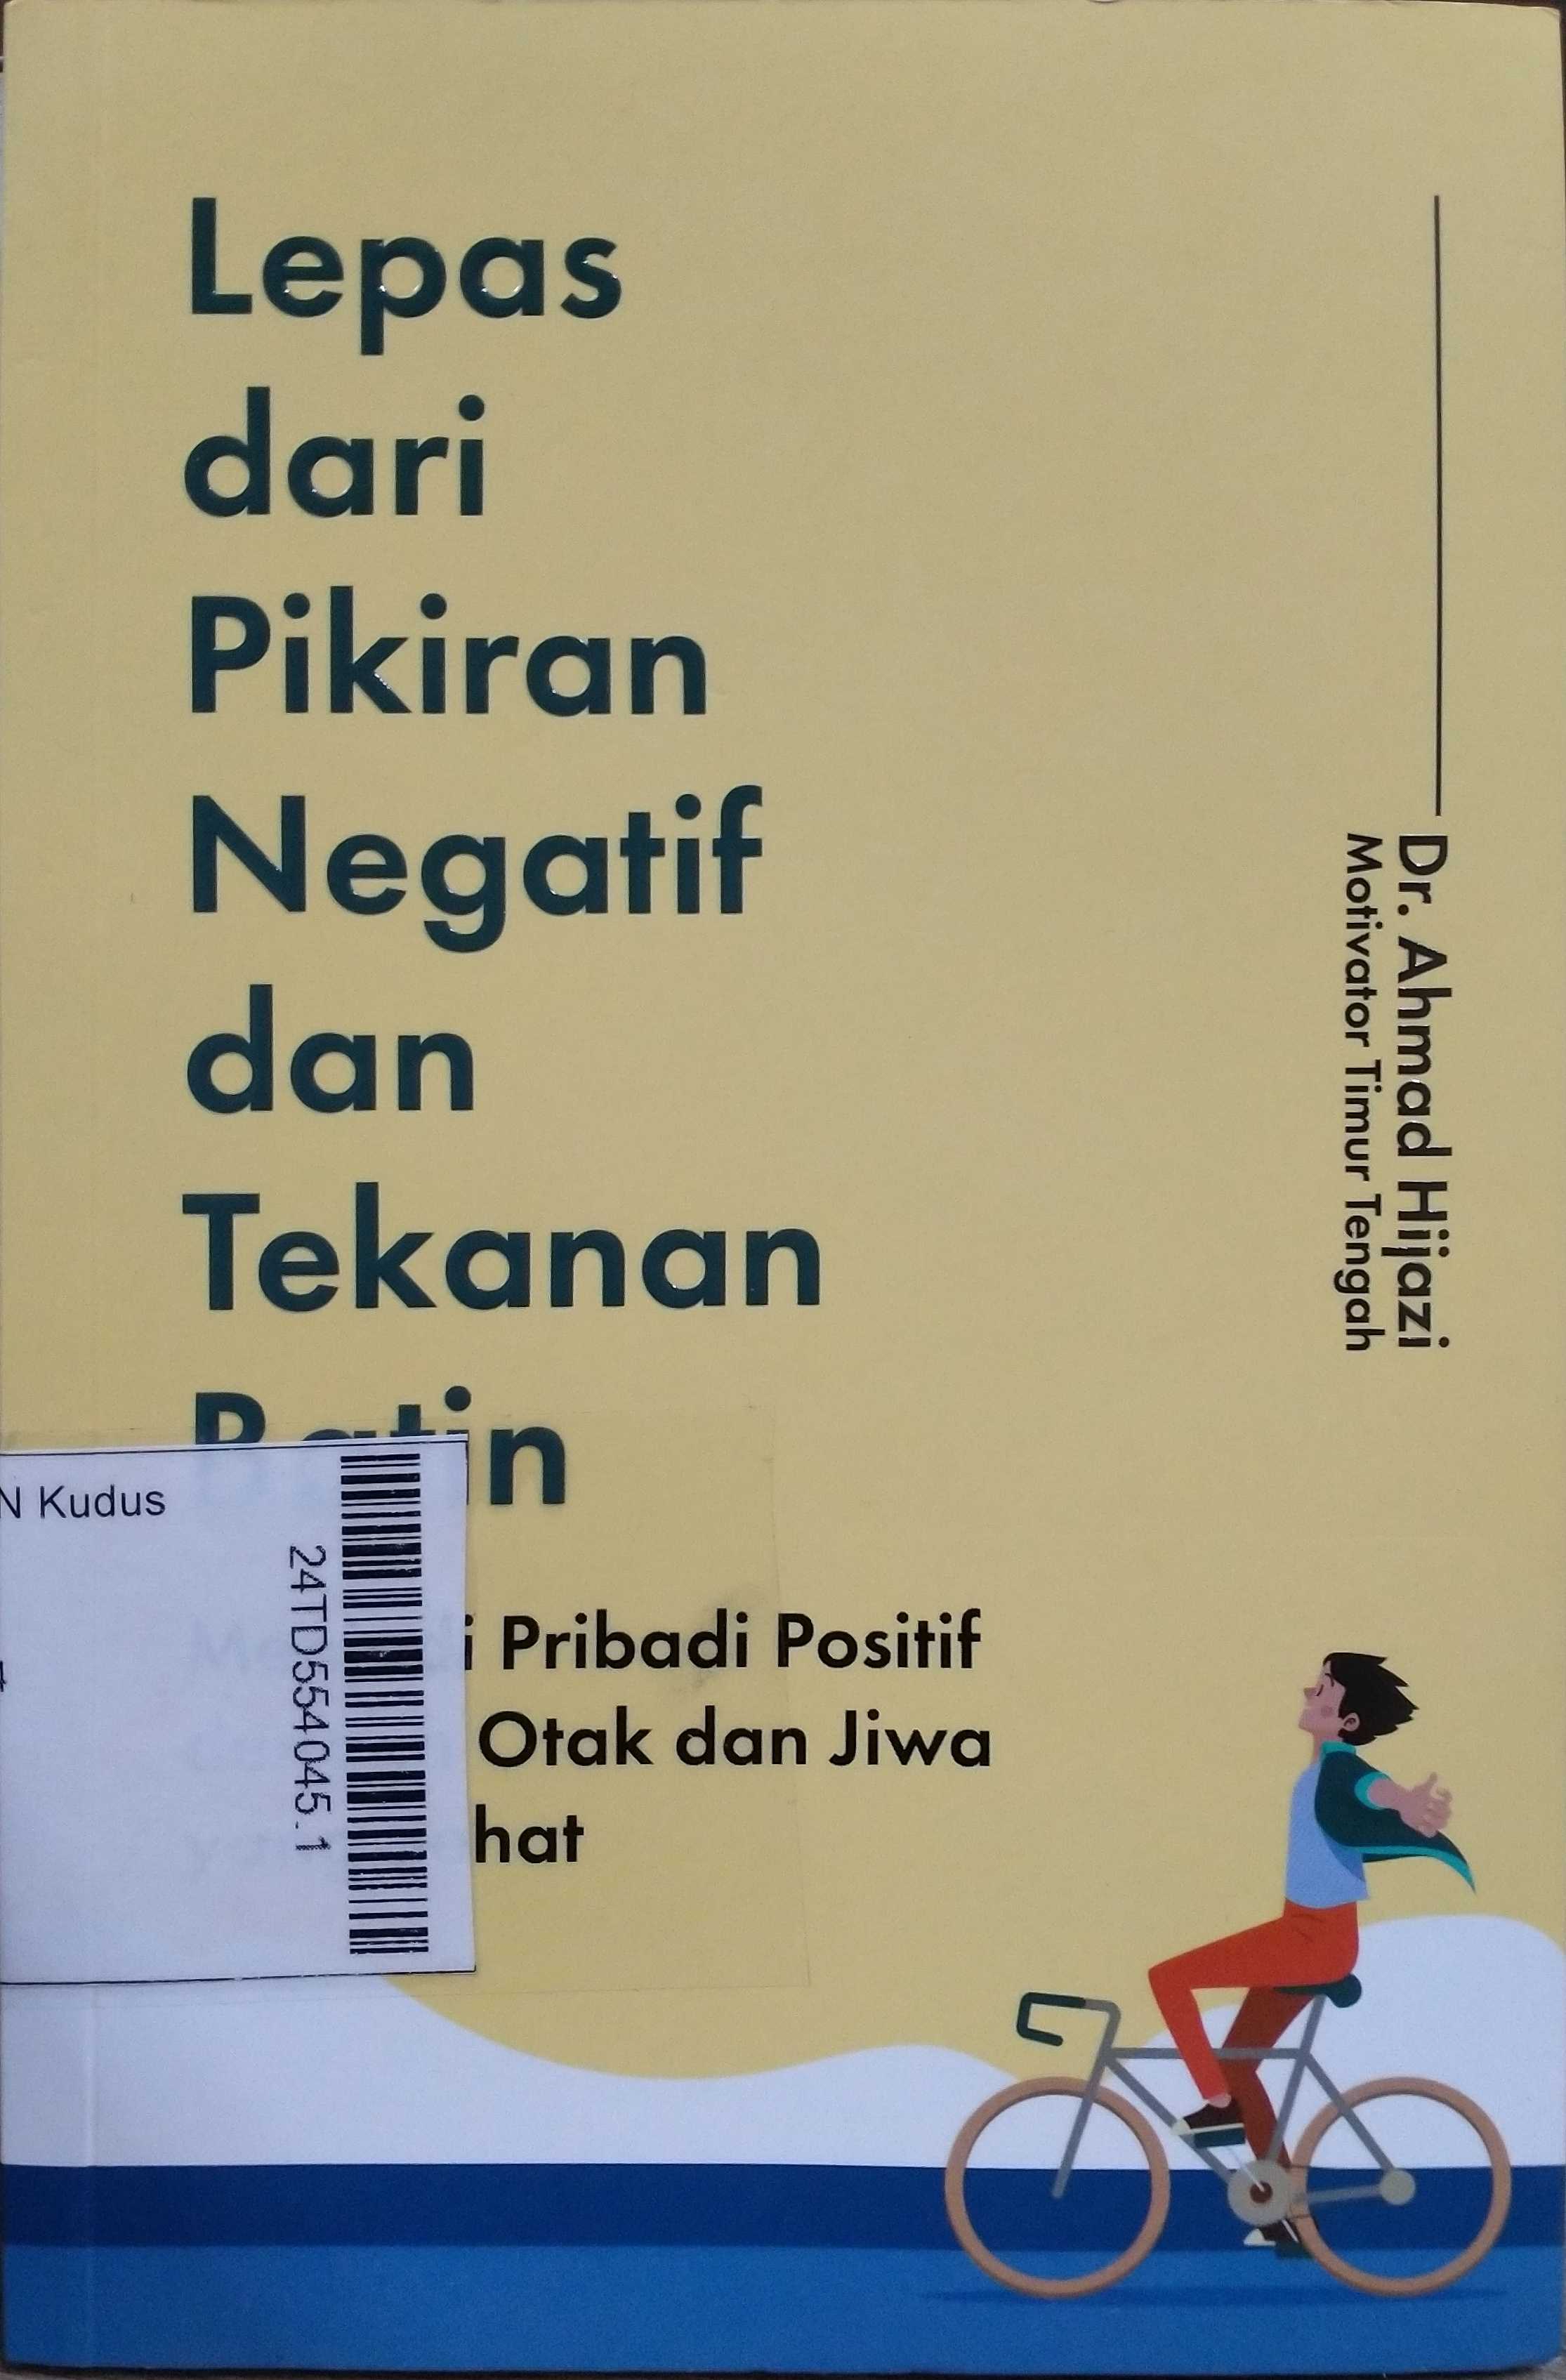 Lepas
dari
Pikiran
Negatif
dan
Tekanan
Batin
Pribadi Positif
Otak dan Jiwa
Dr. Ahmad Hijazi
Motivator Timur Tengah
N Kudus
24TD554045.1